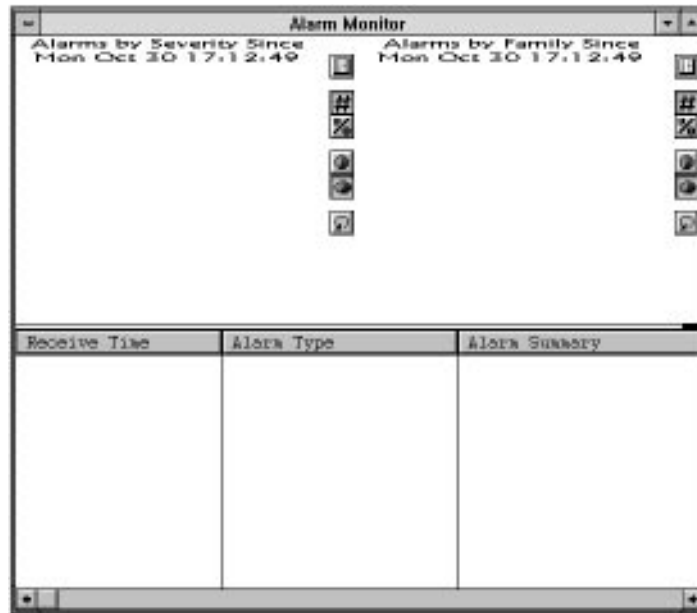 Alarm Monitor
Alarms by Severity Since
Mon Oct 30 17:12:49
Alarms by Family Since
Mon Oct 30 17:12:49
#
%
#
%
Receive Time
Alarm Type
Alarm Summary